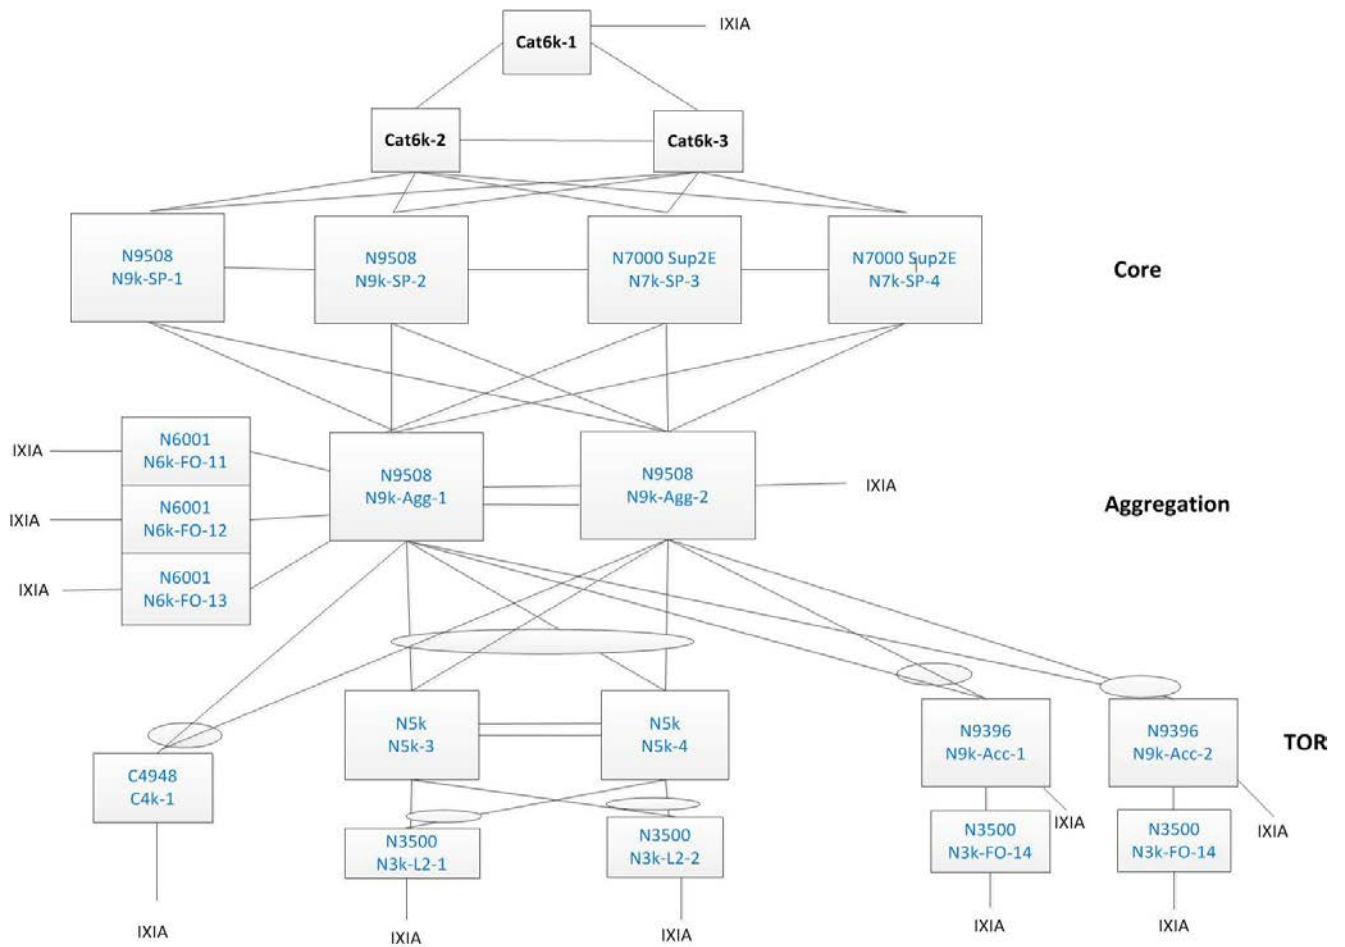 IXIA
Cat6k-1
Cat6k-2
Cat6k-3
N9508
N9k-SP-1
N9508
N9k-SP-2
N7000 Sup2E
N7k-SP-3
N7000 Sup2E
N7k-SP-4
Core
IXIA
N6001
N6k-FO-11
IXIA
N6001
N6k-FO-12
IXIA
N6001
N6k-FO-13
N9508
N9k-Agg-1
N9508
N9k-Agg-2
IXIA
Aggregation
C4948
C4k-1
N5k
N5k-3
N5k
N5k-4
N9396
N9k-Acc-1
N9396
N9k-Acc-2
TOR
N3500
N3k-L2-1
N3500
N3k-L2-2
N3500
N3k-FO-14
IXIA
N3500
N3k-FO-14
IXIA
IXIA
IXIA
IXIA
IXIA
IXIA